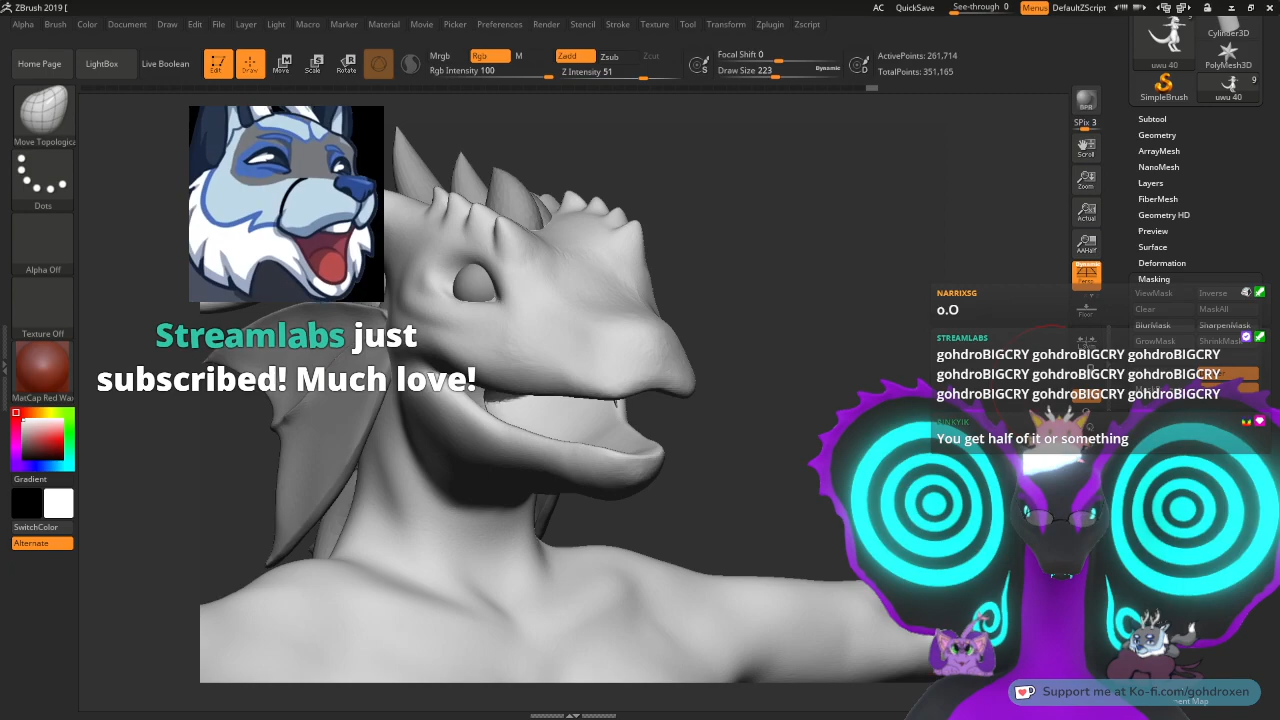 ZBrush 2019 [
AC
QuickSave
See-through 0
Menus
DefaultZScript
Alpha
Brush
Color
Document
Draw
Edit
File
Layer
Light
Macro
Marker
Material
Movie
Picker
Preferences
Render
Stencil
Stroke
Texture
Tool
Transform
Zplugin
Zscript
Home Page
LightBox
Live Boolean
Edit
Draw
Move
Scale
Rotate
Mrgb
Rgb
M
Rgb Intensity 100
Zadd
Zsub
Zcut
Z Intensity 51
S
Focal Shift 0
Draw Size 223
Dynamic
D
ActivePoints: 261,714
TotalPoints: 351,165
Cylinder3D
uwu 40
PolyMesh3D
SimpleBrush
9
uwu 40
Move Topologica
Dots
Alpha Off
Texture Off
MatCap Red Wax
Gradient
SwitchColor
Alternate
BPR
SPix 3
Scroll
Zoom
Actual
AAHalf
Dynamic
Persp
Floor
Subtool
Geometry
ArrayMesh
NanoMesh
Layers
FiberMesh
Geometry HD
Preview
Surface
Deformation
Masking
ViewMask
Inverse
Clear
MaskAll
BlurMask
SharpenMask
GrowMask
ShrinkMask
Streamlabs just
subscribed! Much love!
NARRIXSG
o.O
STREAMLABS
gohdroBIGCRY gohdroBIGCRY gohdroBIGCRY
gohdroBIGCRY gohdroBIGCRY gohdroBIGCRY
gohdroBIGCRY gohdroBIGCRY gohdroBIGCRY
You get half of it or something
Support me at Ko-fi.com/gohdroxen